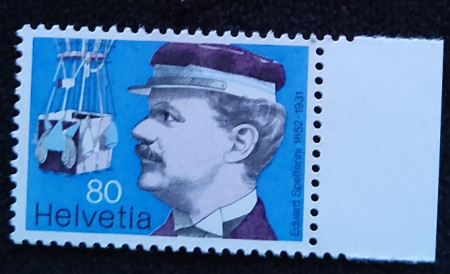 80
Helvetia
Eduard Spelterini 1852-1931